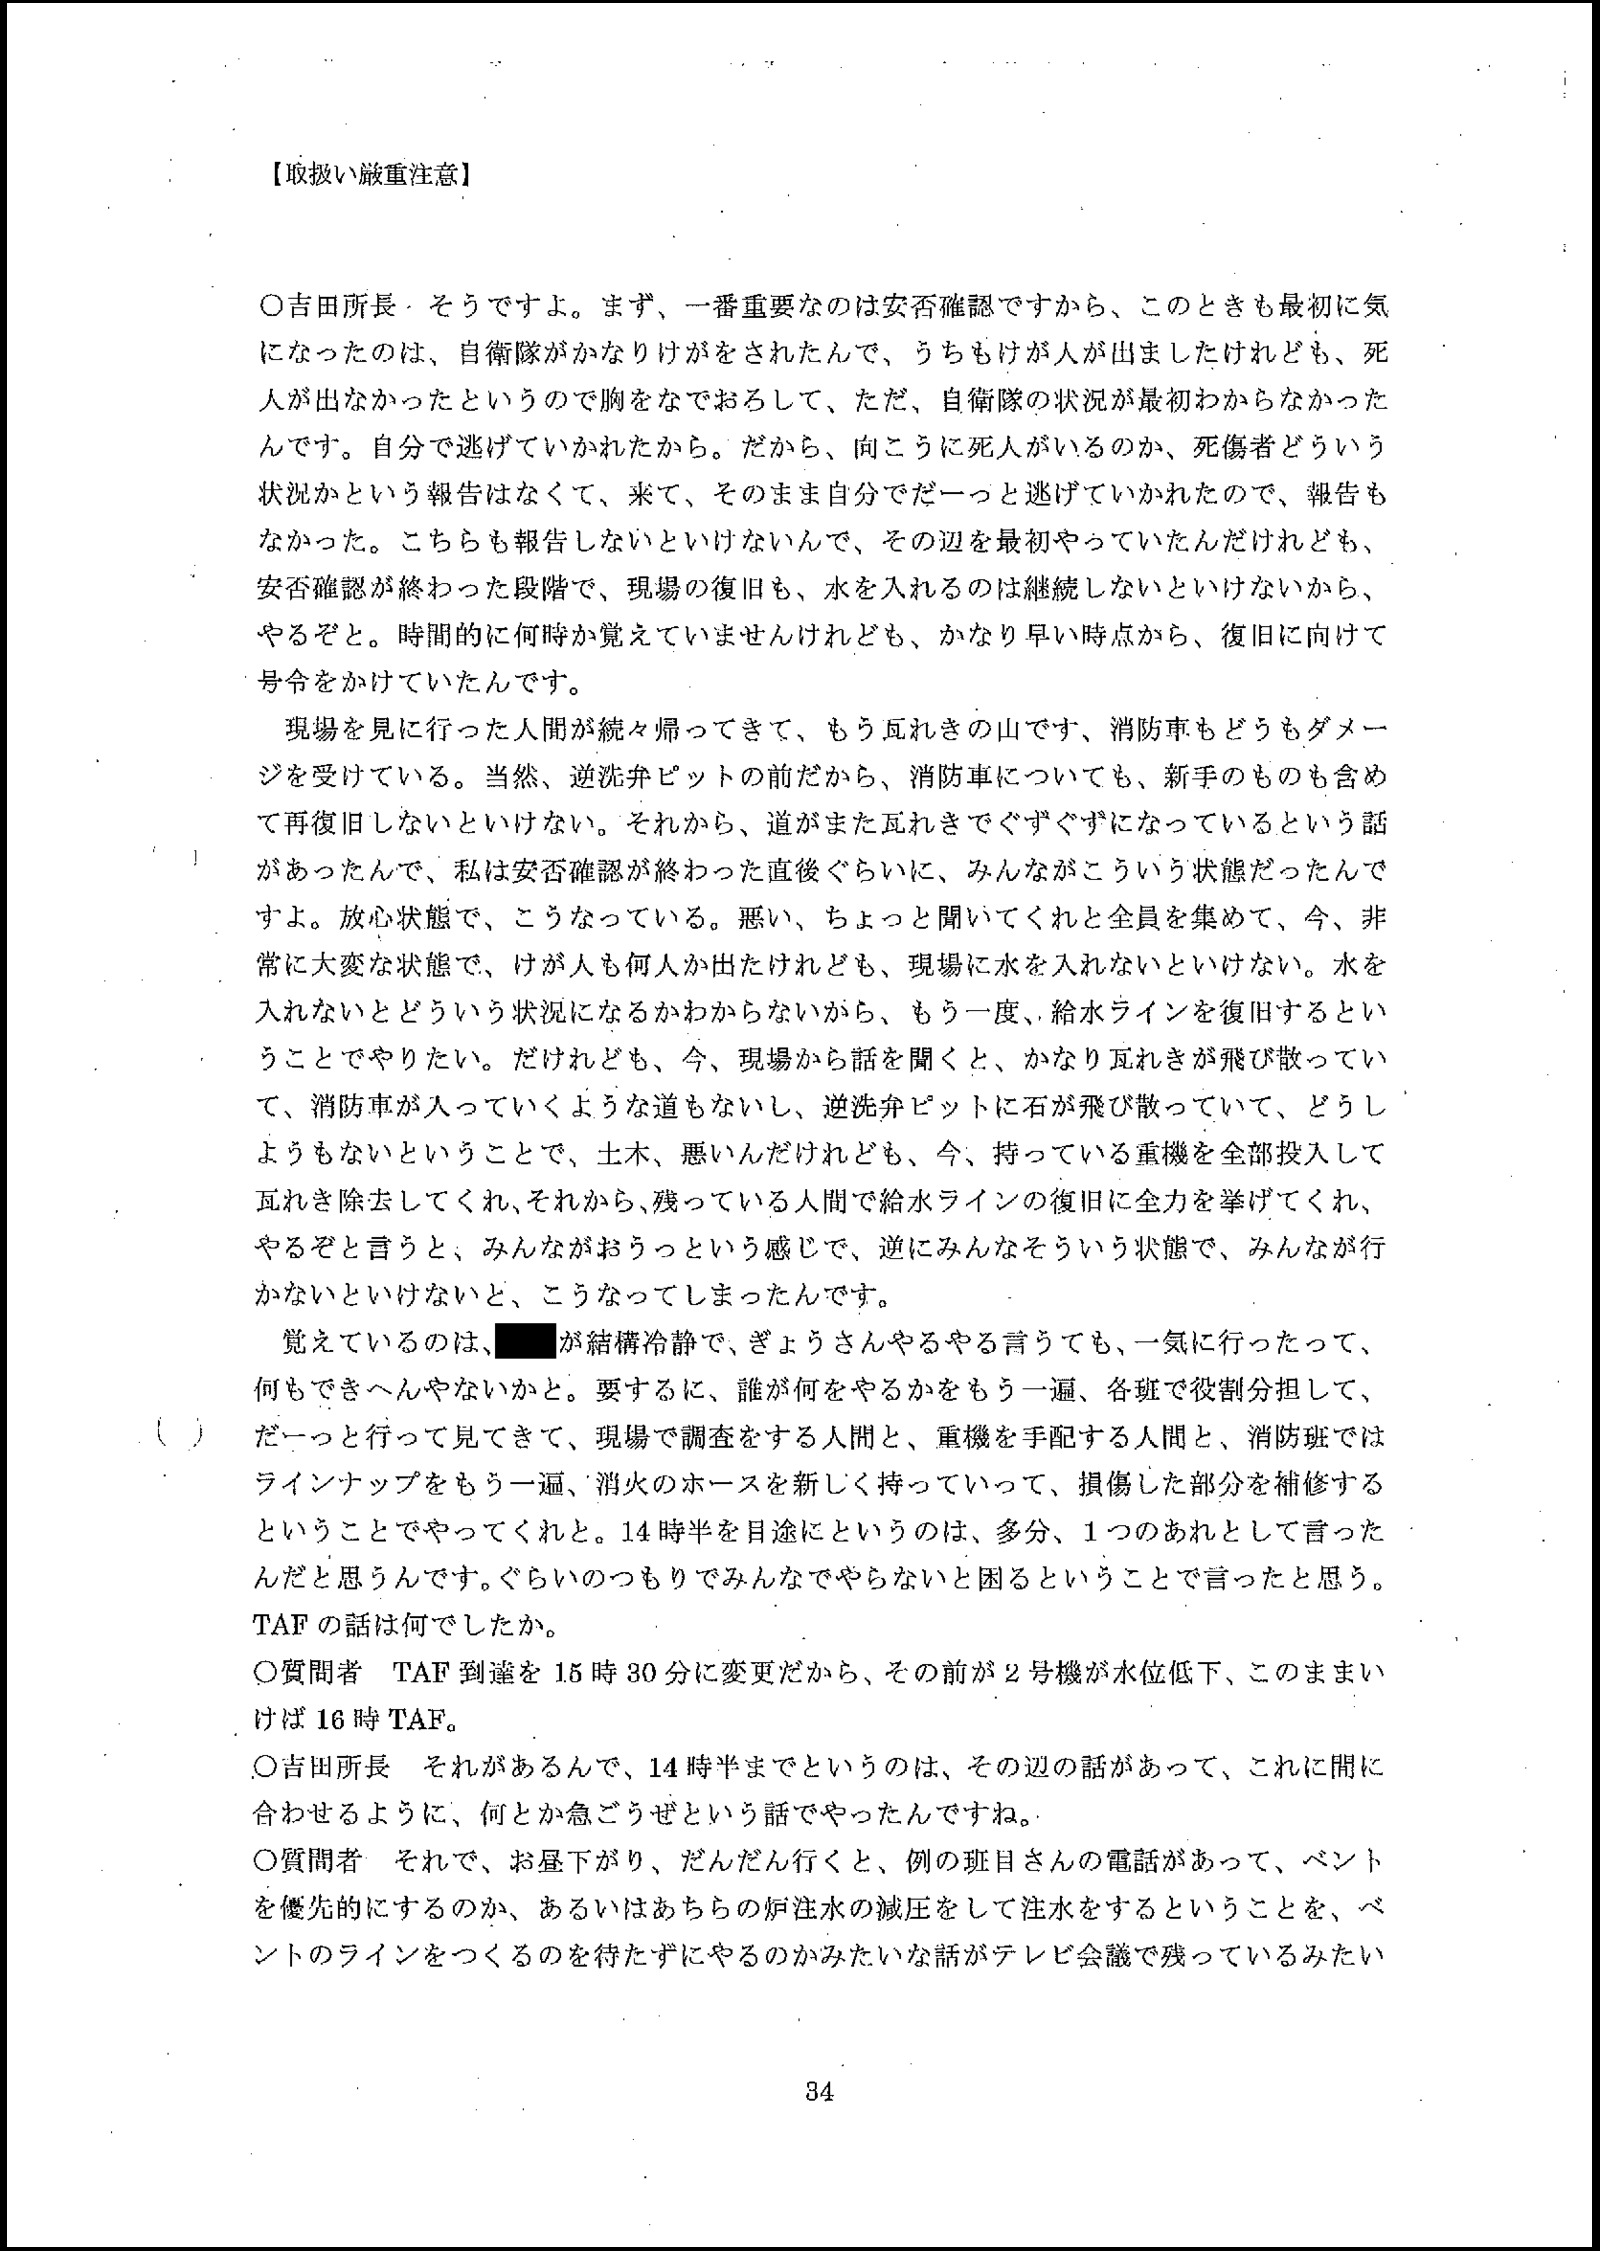 【取扱い厳重注意】
○吉田所長　そうですよ。まず、一番重要なのは安否確認ですから、このときも最初に気
になったのは、自衛隊がかなりけがをされたんで、うちもけが人が出ましたけれども、死
人が出なかったというので胸をなでおろして、ただ、自衛隊の状況が最初わからなかった
んです。自分で逃げていかれたから。だから、向こうに死人がいるのか、死傷者どういう
状況かという報告はなくて、来て、そのまま自分でだーっと逃げていかれたので、報告も
なかった。こちらも報告しないといけないんで、その辺を最初やっていたんだけれども、
安否確認が終わった段階で、現場の復旧も、水を入れるのは継続しないといけないから、
やるぞと。時間的に何時か覚えていませんけれども、かなり早い時点から、復旧に向けて
号令をかけていたんです。
　現場を見に行った人間が続々帰ってきて、もう瓦れきの山です、消防車もどうもダメー
ジを受けている。当然、逆洗弁ピットの前だから、消防車についても、新手のものも含め
て再復旧しないといけない。それから、道がまた瓦れきでぐずぐずになっているという話
があったんで、私は安否確認が終わった直後ぐらいに、みんながこういう状態だったんで
すよ。放心状態で、こうなっている。悪い、ちょっと聞いてくれと全員を集めて、今、非
常に大変な状態で、けが人も何人か出たけれども、現場に水を入れないといけない。水を
入れないとどういう状況になるかわからないから、もう一度、給水ラインを復旧するとい
うことでやりたい。だけれども、今、現場から話を聞くと、かなり瓦れきが飛び散ってい
て、消防車が入っていくような道もないし、逆洗弁ピットに石が飛び散っていて、どうし
ようもないということで、土木、悪いんだけれども、今、持っている重機を全部投入して
瓦れき除去してくれ、それから、残っている人間で給水ラインの復旧に全力を挙げてくれ、
やるぞと言うと、みんながおうっという感じで、逆にみんなそういう状態で、みんなが行
かないといけないと、こうなってしまったんです。
　覚えているのは、が結構冷静で、ぎょうさんやるやる言うても、一気に行ったって、
何もできへんやないかと。要するに、誰が何をやるかをもう一遍、各班で役割分担して、
だーっと行って見てきて、現場で調査をする人間と、重機を手配する人間と、消防班では
ラインナップをもう一遍、消火のホースを新しく持っていって、損傷した部分を補修する
ということでやってくれと。14時半を目途にというのは、多分、１つのあれとして言った
んだと思うんです。ぐらいのつもりでみんなでやらないと困るということで言ったと思う。
TAFの話は何でしたか。
○質問者　TAF到達を15時30分に変更だから、その前が２号機が水位低下、このままい
けば16時TAF。
○吉田所長　それがあるんで、14時半までというのは、その辺の話があって、これに間に
合わせるように、何とか急ごうぜという話でやったんですね。
○質問者　それで、お昼下がり、だんだん行くと、例の班目さんの電話があって、ベント
を優先的にするのか、あるいはあちらの炉注水の減圧をして注水をするということを、ベ
ントのラインをつくるのを待たずにやるのかみたいな話がテレビ会議で残っているみたい
34